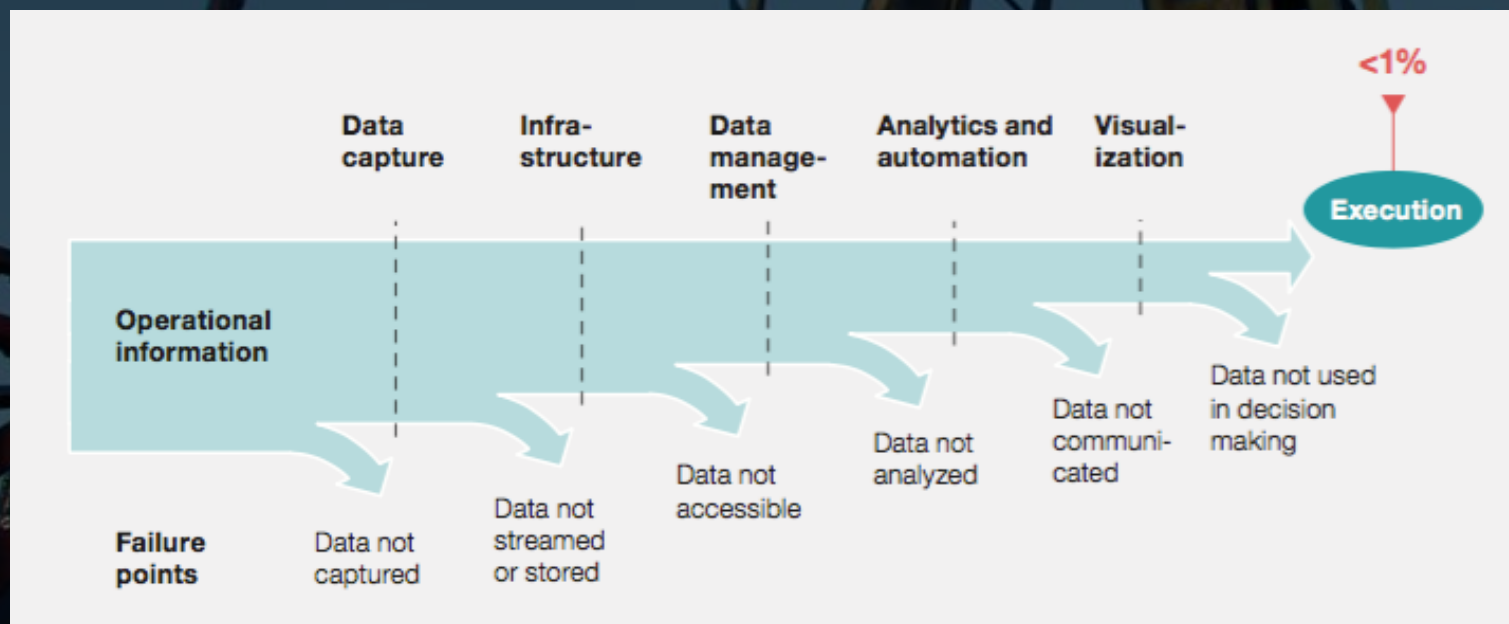 <1%
Data
capture
Infra-
structure
Data
manage-
ment
Analytics and
automation
Visual-
ization
Execution
Operational
information
Failure
points
Data not
captured
Data not
streamed
or stored
Data not
accessible
Data not
analyzed
Data not
communi-
cated
Data not used
in decision
making